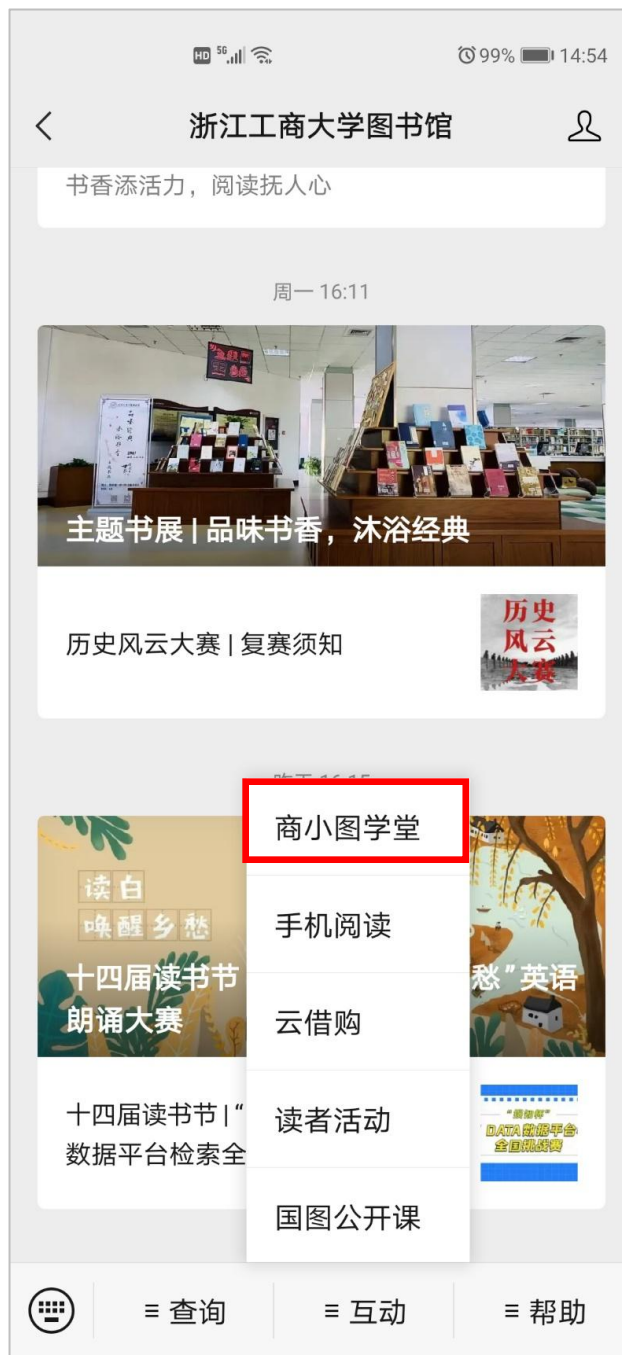 HD 5G 99% 14:54
浙江工商大学图书馆
书香添活力，阅读抚人心
周一 16:11
主题书展 | 品味书香，沐浴经典
历史风云大赛 | 复赛须知
历史
风云
大赛
商小图学堂
读白
唤醒乡愁
手机阅读
十四届读书节
愁”英语
朗诵大赛
云借购
十四届读书节 | “
数据平台检索全
读者活动
DATA数据平台
全国挑战赛
国图公开课
≡ 查询
≡ 互动
≡ 帮助